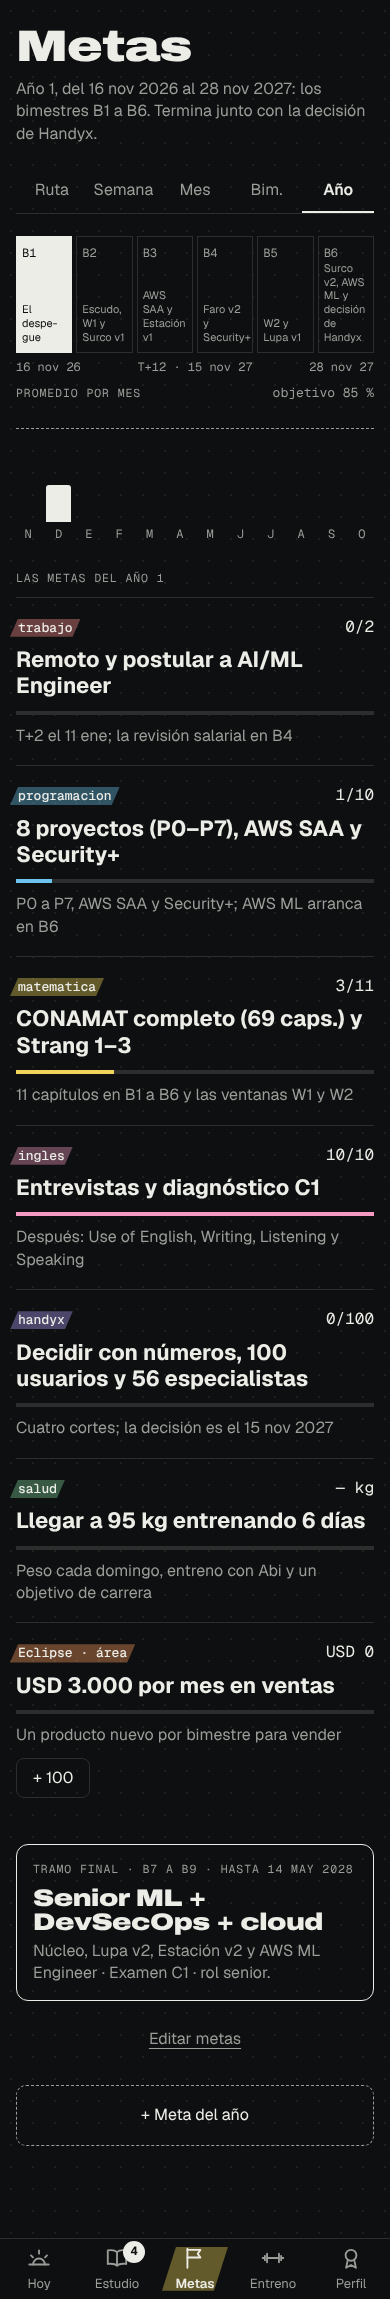 Metas
Año 1, del 16 nov 2026 al 28 nov 2027: los
bimestres B1 a B6. Termina junto con la decisión
de Handyx.
Ruta Semana Mes Bim. Año
B1
El
despe-
gue
B2
Escudo,
W1 y
Surco v1
B3
AWS
SAA y
Estación
v1
B4
Faro v2
y
Security+
B5
W2 y
Lupa v1
B6
Surco
v2, AWS
ML y
decisión
de
Handyx
16 nov 26 T+12 · 15 nov 27 28 nov 27
PROMEDIO POR MES objetivo 85 %
N D E F M A M J J A S O
LAS METAS DEL AÑO 1
trabajo 0/2
Remoto y postular a AI/ML
Engineer
T+2 el 11 ene; la revisión salarial en B4
programacion 1/10
8 proyectos (P0–P7), AWS SAA y
Security+
P0 a P7, AWS SAA y Security+; AWS ML arranca
en B6
matematica 3/11
CONAMAT completo (69 caps.) y
Strang 1–3
11 capítulos en B1 a B6 y las ventanas W1 y W2
ingles 10/10
Entrevistas y diagnóstico C1
Después: Use of English, Writing, Listening y
Speaking
handyx 0/100
Decidir con números, 100
usuarios y 56 especialistas
Cuatro cortes; la decisión es el 15 nov 2027
salud — kg
Llegar a 95 kg entrenando 6 días
Peso cada domingo, entreno con Abi y un
objetivo de carrera
Eclipse · área USD 0
USD 3.000 por mes en ventas
Un producto nuevo por bimestre para vender
+ 100
TRAMO FINAL · B7 A B9 · HASTA 14 MAY 2028
Senior ML +
DevSecOps + cloud
Núcleo, Lupa v2, Estación v2 y AWS ML
Engineer · Examen C1 · rol senior.
Editar metas
+ Meta del año
4
Hoy Estudio Metas Entreno Perfil